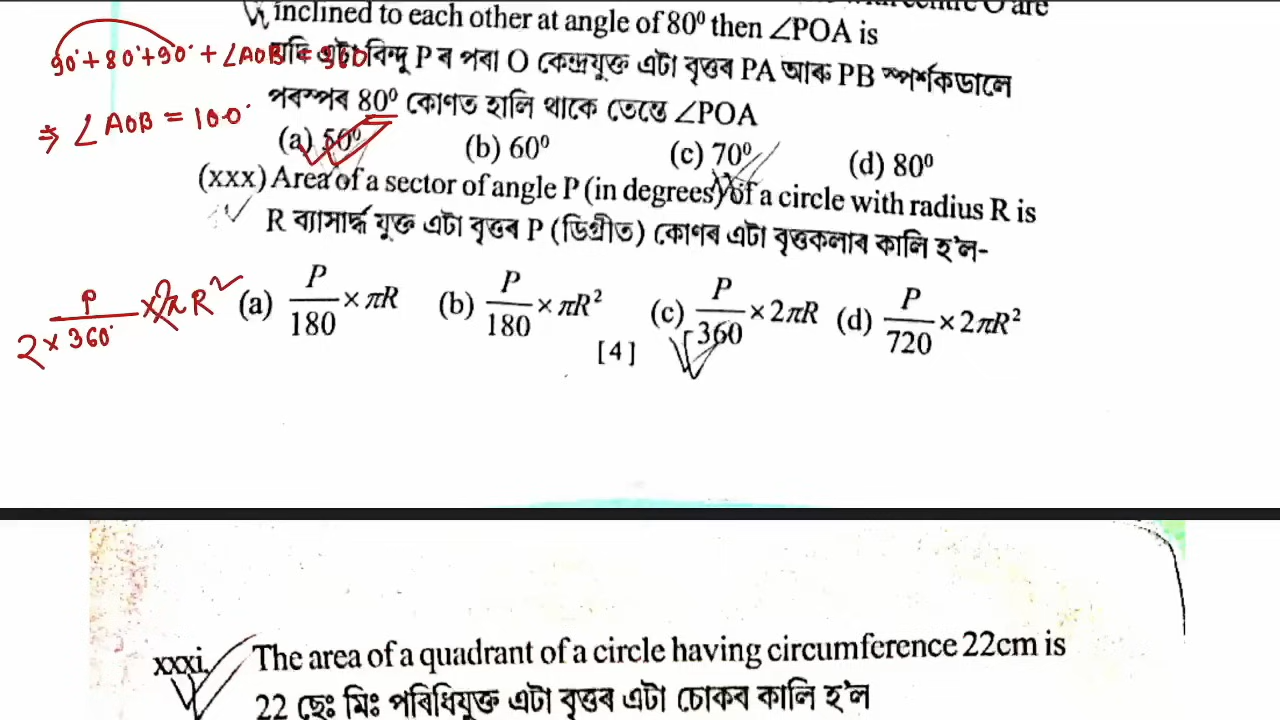 inclined to each other at angle of 80⁰ then ∠POA is
90° + 80° + 90° + ∠AOB = 360
যদি এটা বিন্দু P ৰ পৰা O কেন্দ্ৰযুক্ত এটা বৃত্তৰ PA আৰু PB স্পৰ্শকডালে
পৰস্পৰ 80⁰ কোণত হালি থাকে তেন্তে ∠POA
⇒ ∠AOB = 100°
(a) 50⁰ (b) 60⁰ (c) 70⁰ (d) 80⁰
(xxx) Area of a sector of angle P (in degrees) of a circle with radius R is
R ব্যাসাৰ্দ্ধ যুক্ত এটা বৃত্তৰ P (ডিগ্ৰীত) কোণৰ এটা বৃত্তকলাৰ কালি হ'ল-
P/(2 × 360°) × 2πR²
(a) P/180 × πR (b) P/180 × πR² (c) P/360 × 2πR (d) P/720 × 2πR²
[4]
xxxi. The area of a quadrant of a circle having circumference 22cm is
22 ছেঃ মিঃ পৰিধিযুক্ত এটা বৃত্তৰ এটা চোকৰ কালি হ'ল